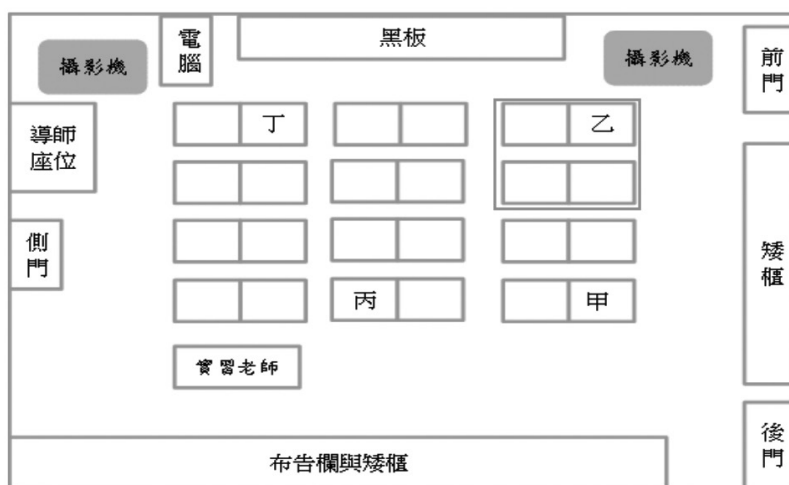 電腦
黑板
攝影機
攝影機
前門
導師
座位
丁
乙
側門
矮櫃
丙
甲
實習老師
後門
布告欄與矮櫃